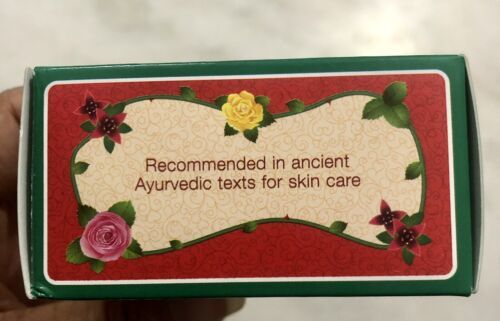 Recommended in ancient
Ayurvedic texts for skin care